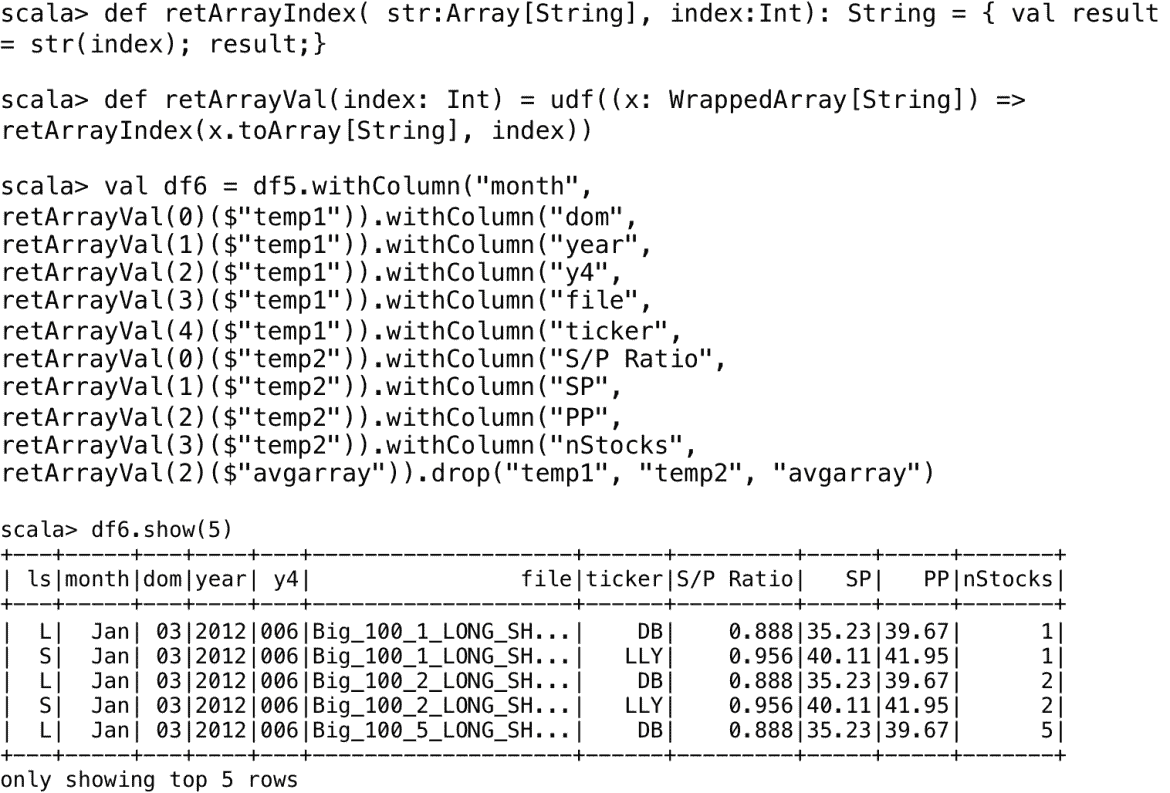 scala> def retArrayIndex( str:Array[String], index:Int): String = { val result
= str(index); result;}
scala> def retArrayVal(index: Int) = udf((x: WrappedArray[String]) =>
retArrayIndex(x.toArray[String], index))
scala> val df6 = df5.withColumn("month",
retArrayVal(0)($"temp1")).withColumn("dom",
retArrayVal(1)($"temp1")).withColumn("year",
retArrayVal(2)($"temp1")).withColumn("y4",
retArrayVal(3)($"temp1")).withColumn("file",
retArrayVal(4)($"temp1")).withColumn("ticker",
retArrayVal(0)($"temp2")).withColumn("S/P Ratio",
retArrayVal(1)($"temp2")).withColumn("SP",
retArrayVal(2)($"temp2")).withColumn("PP",
retArrayVal(3)($"temp2")).withColumn("nStocks",
retArrayVal(2)($"avgarray")).drop("temp1", "temp2", "avgarray")
scala> df6.show(5)
+---+-----+---+----+---+--------------------+------+---------+-----+-----+-------+
| ls|month|dom|year| y4|                file|ticker|S/P Ratio|   SP|   PP|nStocks|
+---+-----+---+----+---+--------------------+------+---------+-----+-----+-------+
|  L|  Jan| 03|2012|006|Big_100_1_LONG_SH...|    DB|    0.888|35.23|39.67|      1|
|  S|  Jan| 03|2012|006|Big_100_1_LONG_SH...|   LLY|    0.956|40.11|41.95|      1|
|  L|  Jan| 03|2012|006|Big_100_2_LONG_SH...|    DB|    0.888|35.23|39.67|      2|
|  S|  Jan| 03|2012|006|Big_100_2_LONG_SH...|   LLY|    0.956|40.11|41.95|      2|
|  L|  Jan| 03|2012|006|Big_100_5_LONG_SH...|    DB|    0.888|35.23|39.67|      5|
+---+-----+---+----+---+--------------------+------+---------+-----+-----+-------+
only showing top 5 rows